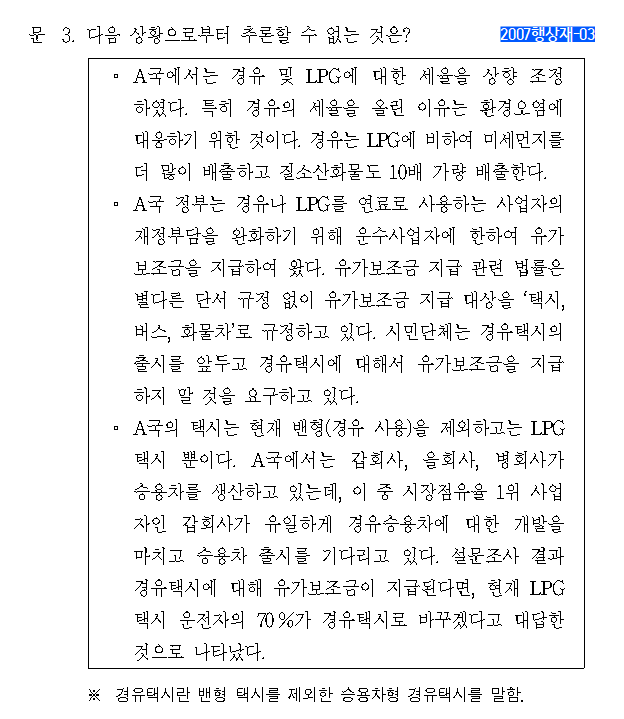 문 3. 다음 상황으로부터 추론할 수 없는 것은?
2007행상재-03
▫ A국에서는 경유 및 LPG에 대한 세율을 상향 조정
하였다. 특히 경유의 세율을 올린 이유는 환경오염에
대응하기 위한 것이다. 경유는 LPG에 비하여 미세먼지를
더 많이 배출하고 질소산화물도 10배 가량 배출한다.
▫ A국 정부는 경유나 LPG를 연료로 사용하는 사업자의
재정부담을 완화하기 위해 운수사업자에 한하여 유가
보조금을 지급하여 왔다. 유가보조금 지급 관련 법률은
별다른 단서 규정 없이 유가보조금 지급 대상을 ‘택시,
버스, 화물차’로 규정하고 있다. 시민단체는 경유택시의
출시를 앞두고 경유택시에 대해서 유가보조금을 지급
하지 말 것을 요구하고 있다.
▫ A국의 택시는 현재 밴형(경유 사용)을 제외하고는 LPG
택시 뿐이다. A국에서는 갑회사, 을회사, 병회사가
승용차를 생산하고 있는데, 이 중 시장점유율 1위 사업
자인 갑회사가 유일하게 경유승용차에 대한 개발을
마치고 승용차 출시를 기다리고 있다. 설문조사 결과
경유택시에 대해 유가보조금이 지급된다면, 현재 LPG
택시 운전자의 70%가 경유택시로 바꾸겠다고 대답한
것으로 나타났다.
※ 경유택시란 밴형 택시를 제외한 승용차형 경유택시를 말함.